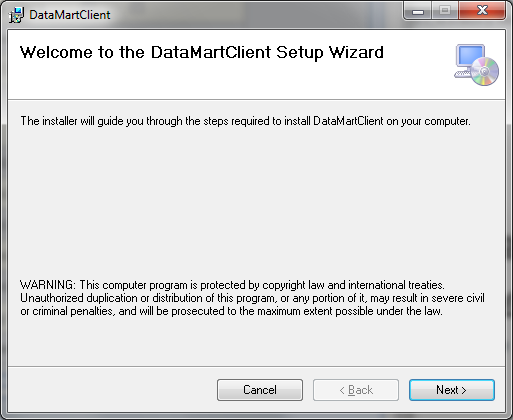 DataMartClient
Welcome to the DataMartClient Setup Wizard
The installer will guide you through the steps required to install DataMartClient on your computer.
WARNING: This computer program is protected by copyright law and international treaties.
Unauthorized duplication or distribution of this program, or any portion of it, may result in severe civil
or criminal penalties, and will be prosecuted to the maximum extent possible under the law.
Cancel
< Back
Next >